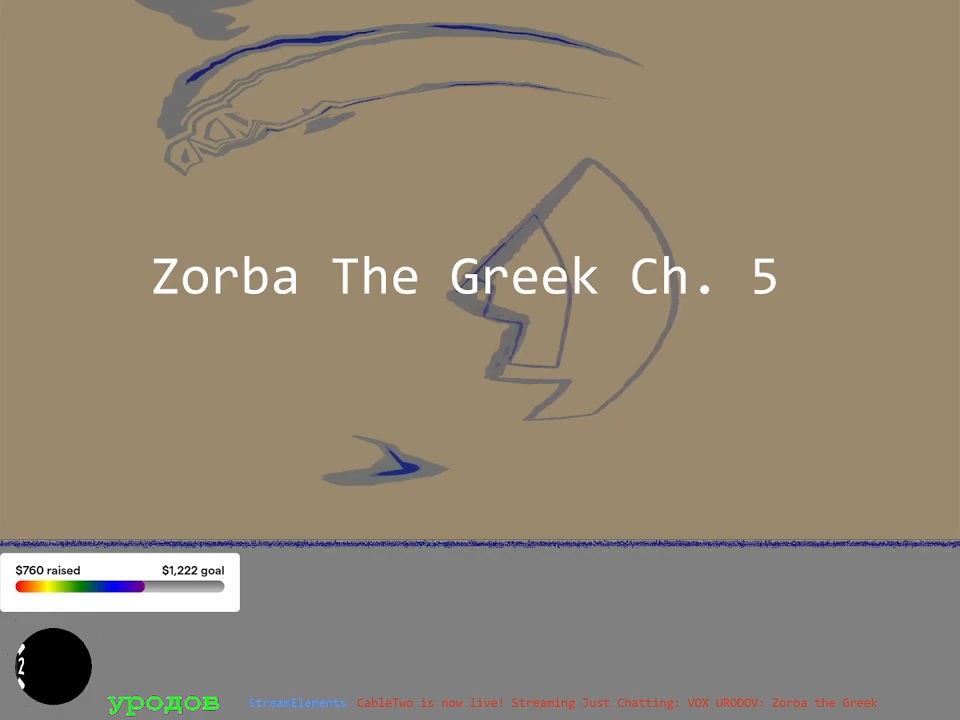 Zorba The Greek Ch. 5
$760 raised $1,222 goal
2
уродов StreamElements CableTwo is now live! Streaming Just Chatting: VOX URODOV: Zorba the Greek